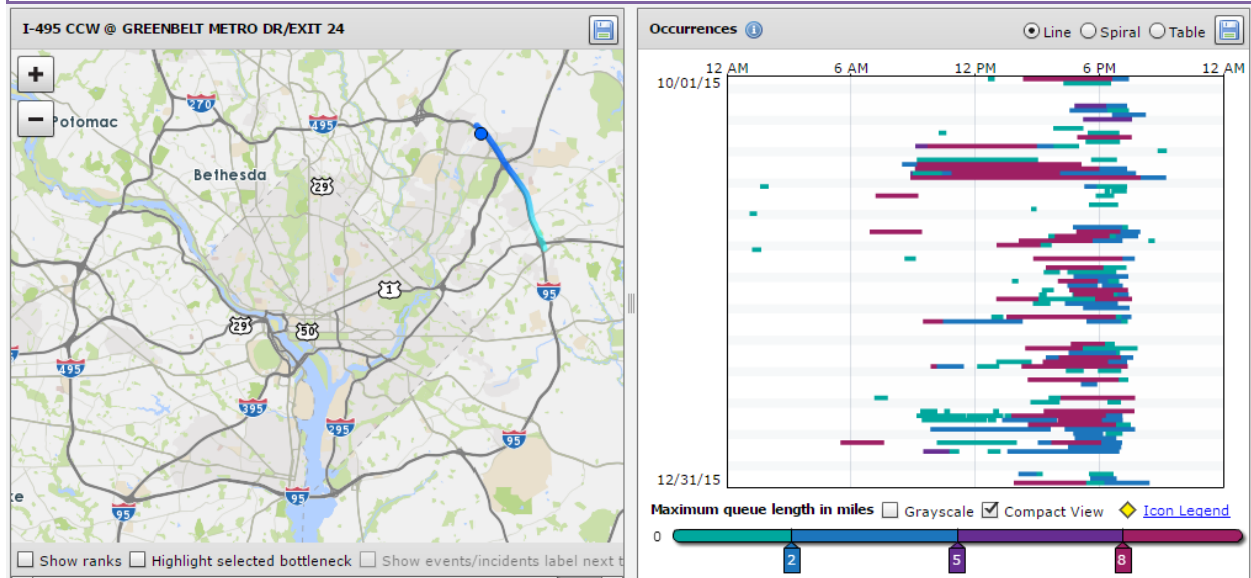 I-495 CCW @ GREENBELT METRO DR/EXIT 24
+
−
270
Potomac
495
Bethesda
29
1
95
29
50
495
395
295
95
95
95
ke
Show ranks Highlight selected bottleneck Show events/incidents label next t
Occurrences i Line Spiral Table
12 AM 6 AM 12 PM 6 PM 12 AM
10/01/15
12/31/15
Maximum queue length in miles Grayscale Compact View Icon Legend
0
2 5 8